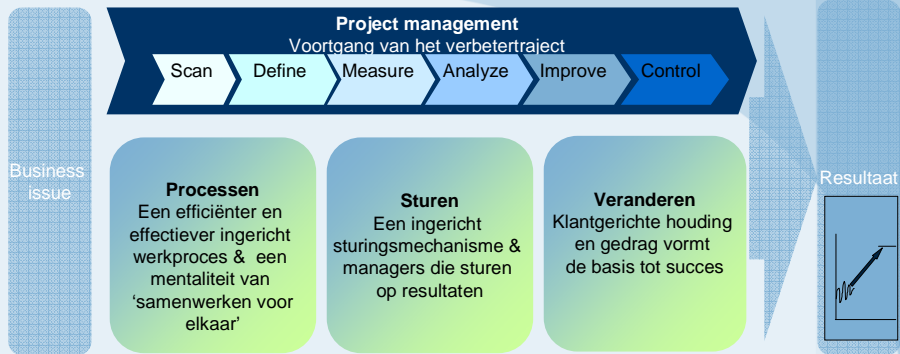 Project management
Voortgang van het verbetertraject
Scan
Define
Measure
Analyze
Improve
Control
Business
issue
Processen
Een efficiënter en
effectiever ingericht
werkproces & een
mentaliteit van
‘samenwerken voor
elkaar’
Sturen
Een ingericht
sturingsmechanisme &
managers die sturen
op resultaten
Veranderen
Klantgerichte houding
en gedrag vormt
de basis tot succes
Resultaat